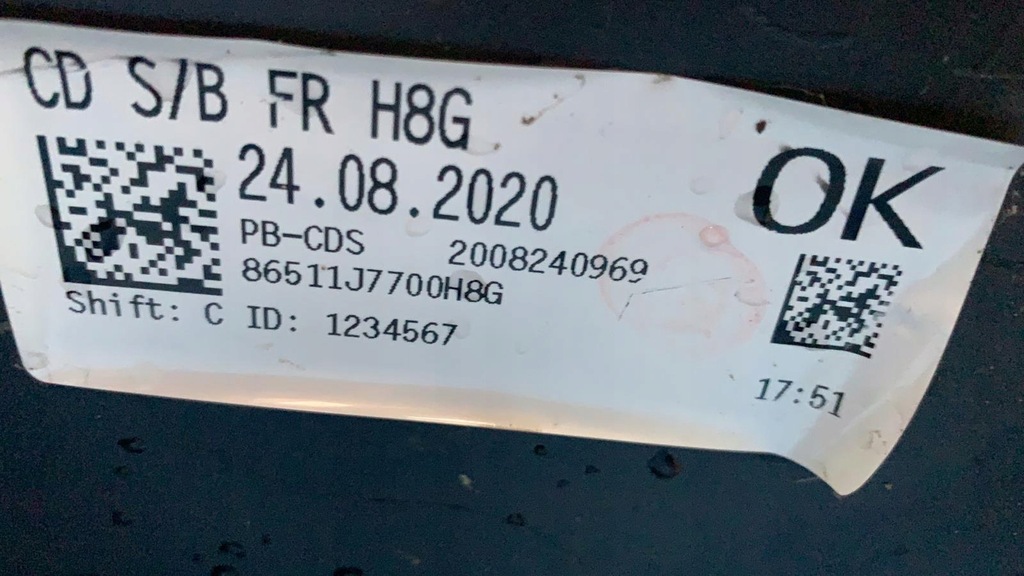 CD S/B FR H8G
24.08.2020
OK
PB-CDS 2008240969
86511J7700H8G
Shift: C ID: 1234567
17:51